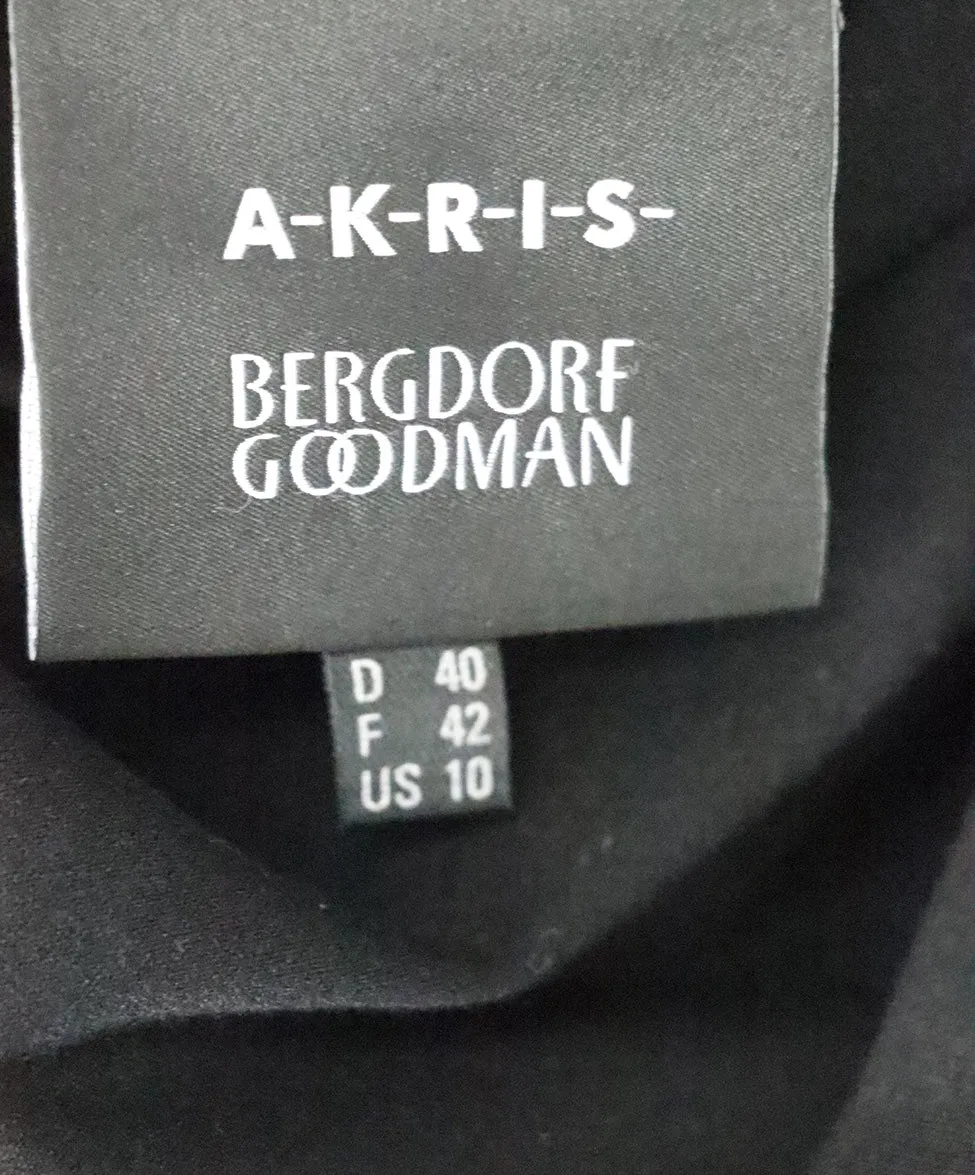 A-K-R-I-S-
BERGDORF
GOODMAN
D 40
F 42
US 10